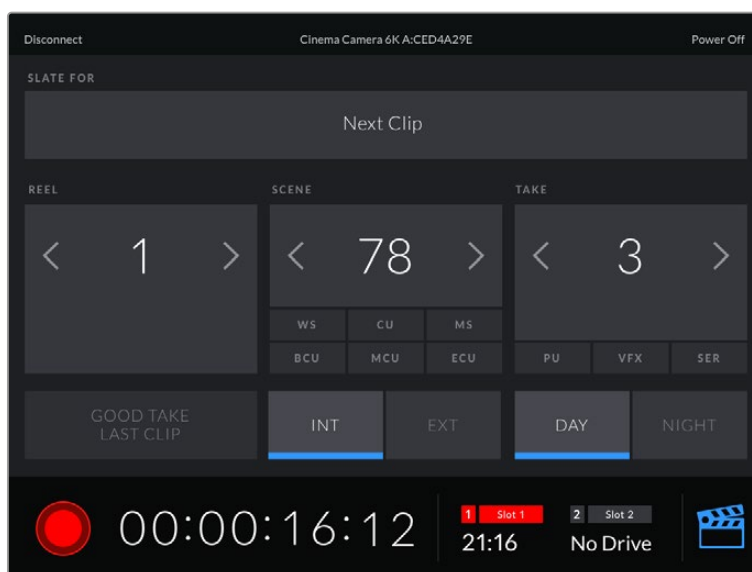 Disconnect Cinema Camera 6K A:CED4A29E Power Off
SLATE FOR
Next Clip
REEL SCENE TAKE
1 78 3
WS CU MS
BCU MCU ECU PU VFX SER
GOOD TAKE
LAST CLIP
INT EXT DAY NIGHT
00:00:16:12
1 Slot 1 2 Slot 2
21:16 No Drive